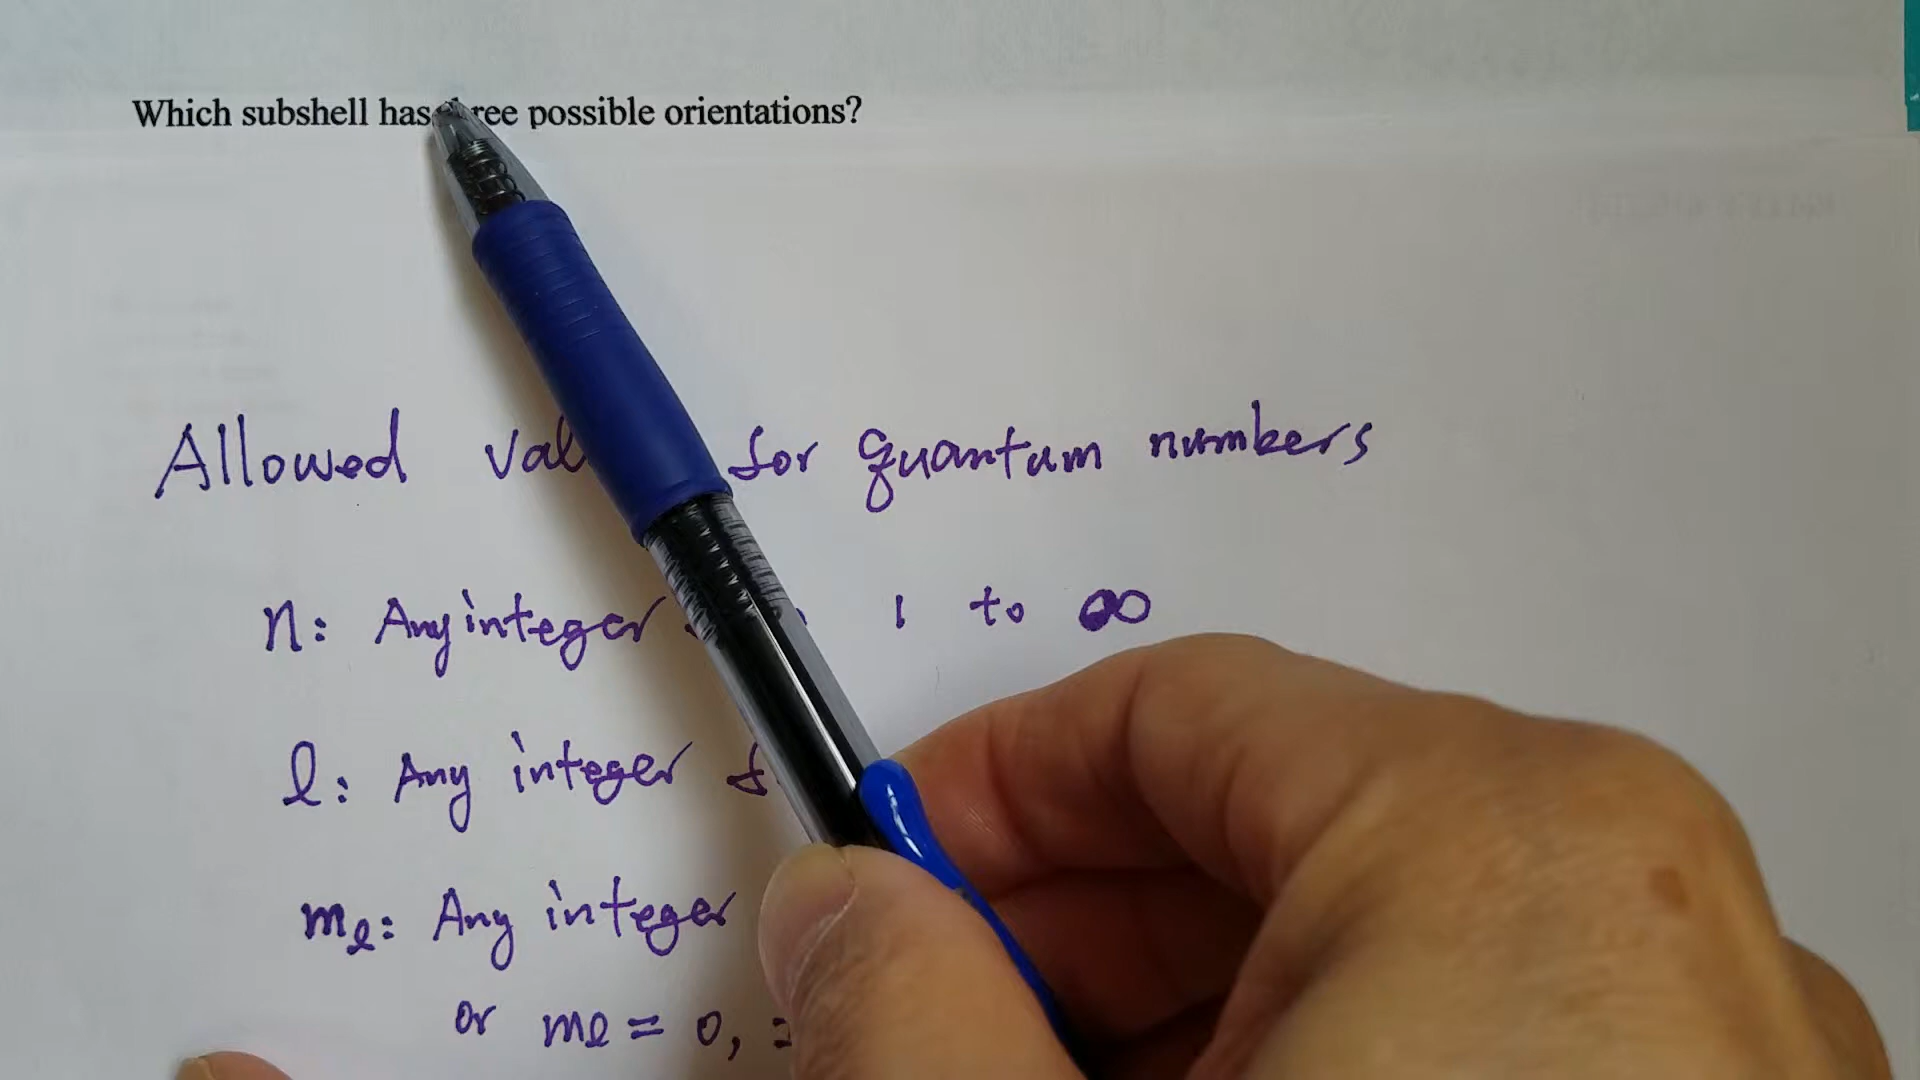 Which subshell has three possible orientations?
Allowed for quantum numbers
n: Any integer 1 to ∞
l: Any integer
ml: Any integer
or ml = 0,